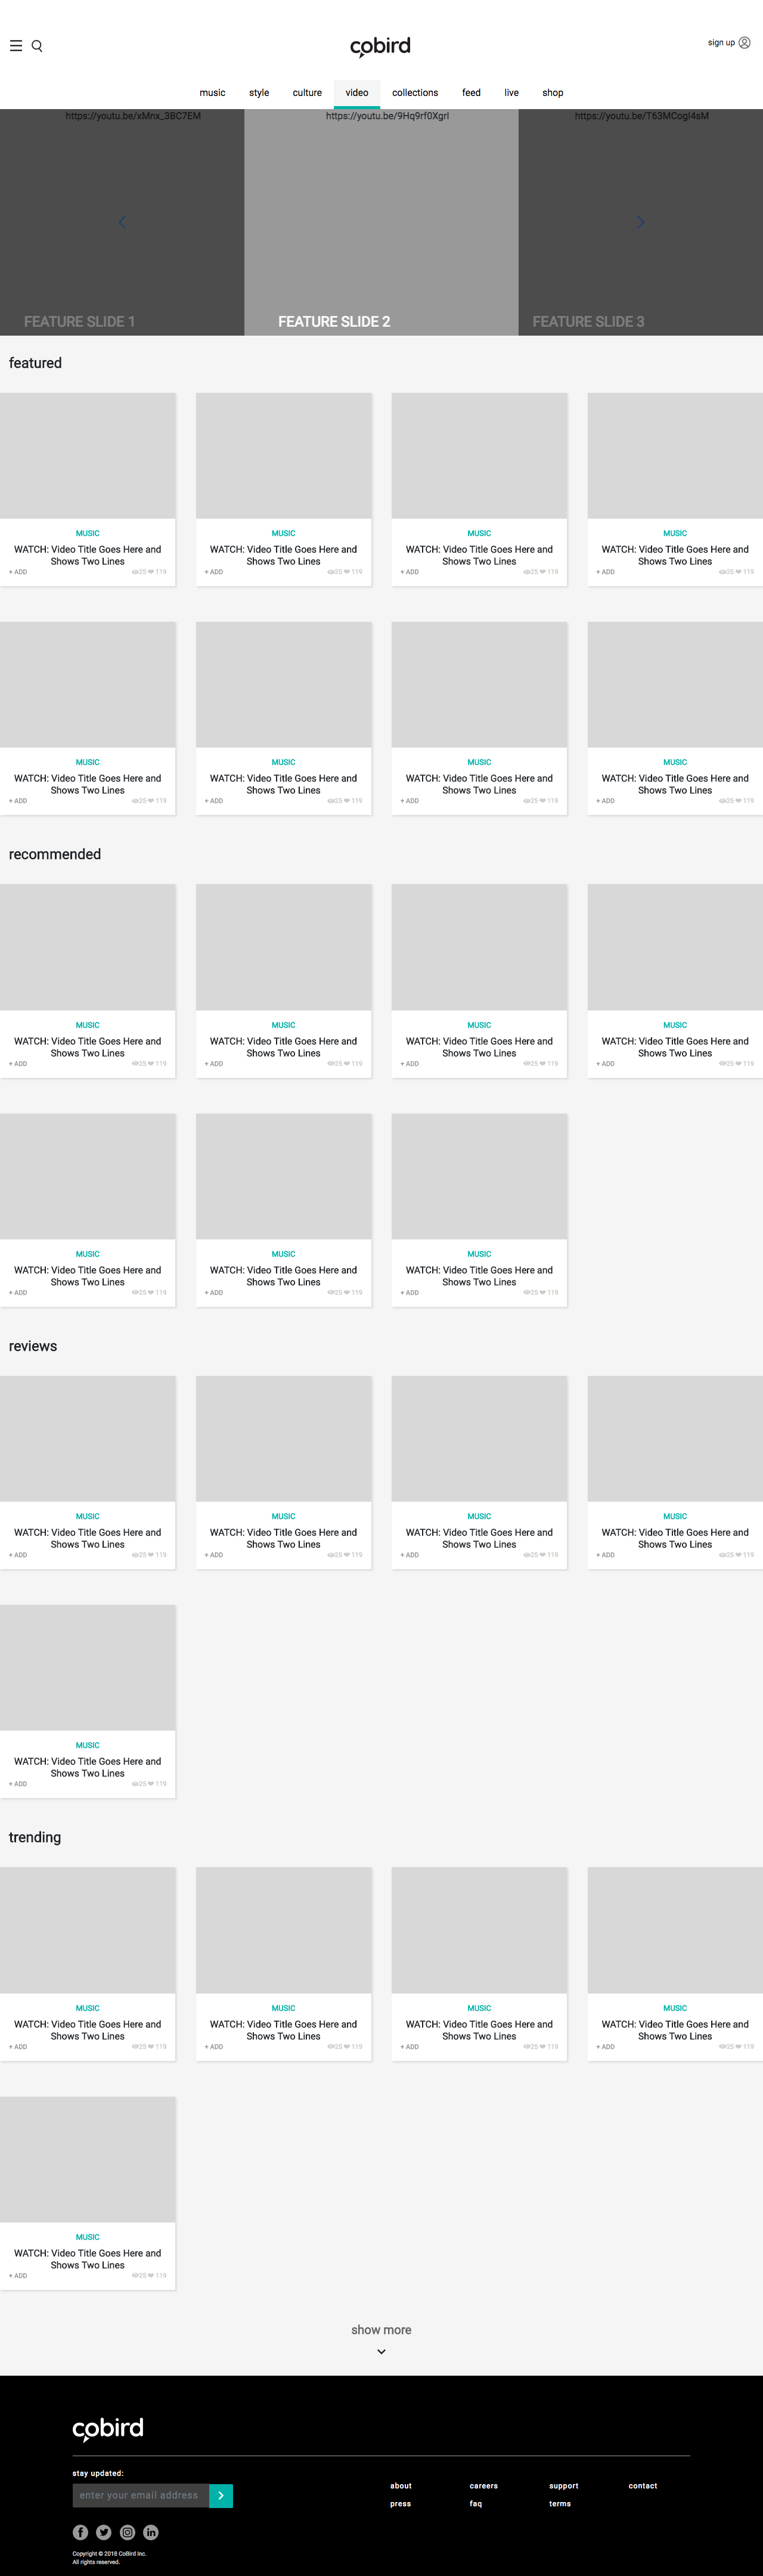 cobird
sign up
music style culture video collections feed live shop
https://youtu.be/xMnx_3BC7EM https://youtu.be/9Hq9rf0XgrI https://youtu.be/T63MCogI4sM
FEATURE SLIDE 1 FEATURE SLIDE 2 FEATURE SLIDE 3
featured
MUSIC MUSIC MUSIC MUSIC
WATCH: Video Title Goes Here and WATCH: Video Title Goes Here and WATCH: Video Title Goes Here and WATCH: Video Title Goes Here and
Shows Two Lines Shows Two Lines Shows Two Lines Shows Two Lines
+ ADD 25 119 + ADD 25 119 + ADD 25 119 + ADD 25 119
MUSIC MUSIC MUSIC MUSIC
WATCH: Video Title Goes Here and WATCH: Video Title Goes Here and WATCH: Video Title Goes Here and WATCH: Video Title Goes Here and
Shows Two Lines Shows Two Lines Shows Two Lines Shows Two Lines
+ ADD 25 119 + ADD 25 119 + ADD 25 119 + ADD 25 119
recommended
MUSIC MUSIC MUSIC MUSIC
WATCH: Video Title Goes Here and WATCH: Video Title Goes Here and WATCH: Video Title Goes Here and WATCH: Video Title Goes Here and
Shows Two Lines Shows Two Lines Shows Two Lines Shows Two Lines
+ ADD 25 119 + ADD 25 119 + ADD 25 119 + ADD 25 119
MUSIC MUSIC MUSIC
WATCH: Video Title Goes Here and WATCH: Video Title Goes Here and WATCH: Video Title Goes Here and
Shows Two Lines Shows Two Lines Shows Two Lines
+ ADD 25 119 + ADD 25 119 + ADD 25 119
reviews
MUSIC MUSIC MUSIC MUSIC
WATCH: Video Title Goes Here and WATCH: Video Title Goes Here and WATCH: Video Title Goes Here and WATCH: Video Title Goes Here and
Shows Two Lines Shows Two Lines Shows Two Lines Shows Two Lines
+ ADD 25 119 + ADD 25 119 + ADD 25 119 + ADD 25 119
MUSIC
WATCH: Video Title Goes Here and
Shows Two Lines
+ ADD 25 119
trending
MUSIC MUSIC MUSIC MUSIC
WATCH: Video Title Goes Here and WATCH: Video Title Goes Here and WATCH: Video Title Goes Here and WATCH: Video Title Goes Here and
Shows Two Lines Shows Two Lines Shows Two Lines Shows Two Lines
+ ADD 25 119 + ADD 25 119 + ADD 25 119 + ADD 25 119
MUSIC
WATCH: Video Title Goes Here and
Shows Two Lines
+ ADD 25 119
show more
cobird
stay updated:
enter your email address
about careers support contact
press faq terms
Copyright © 2018 CoBird Inc.
All rights reserved.